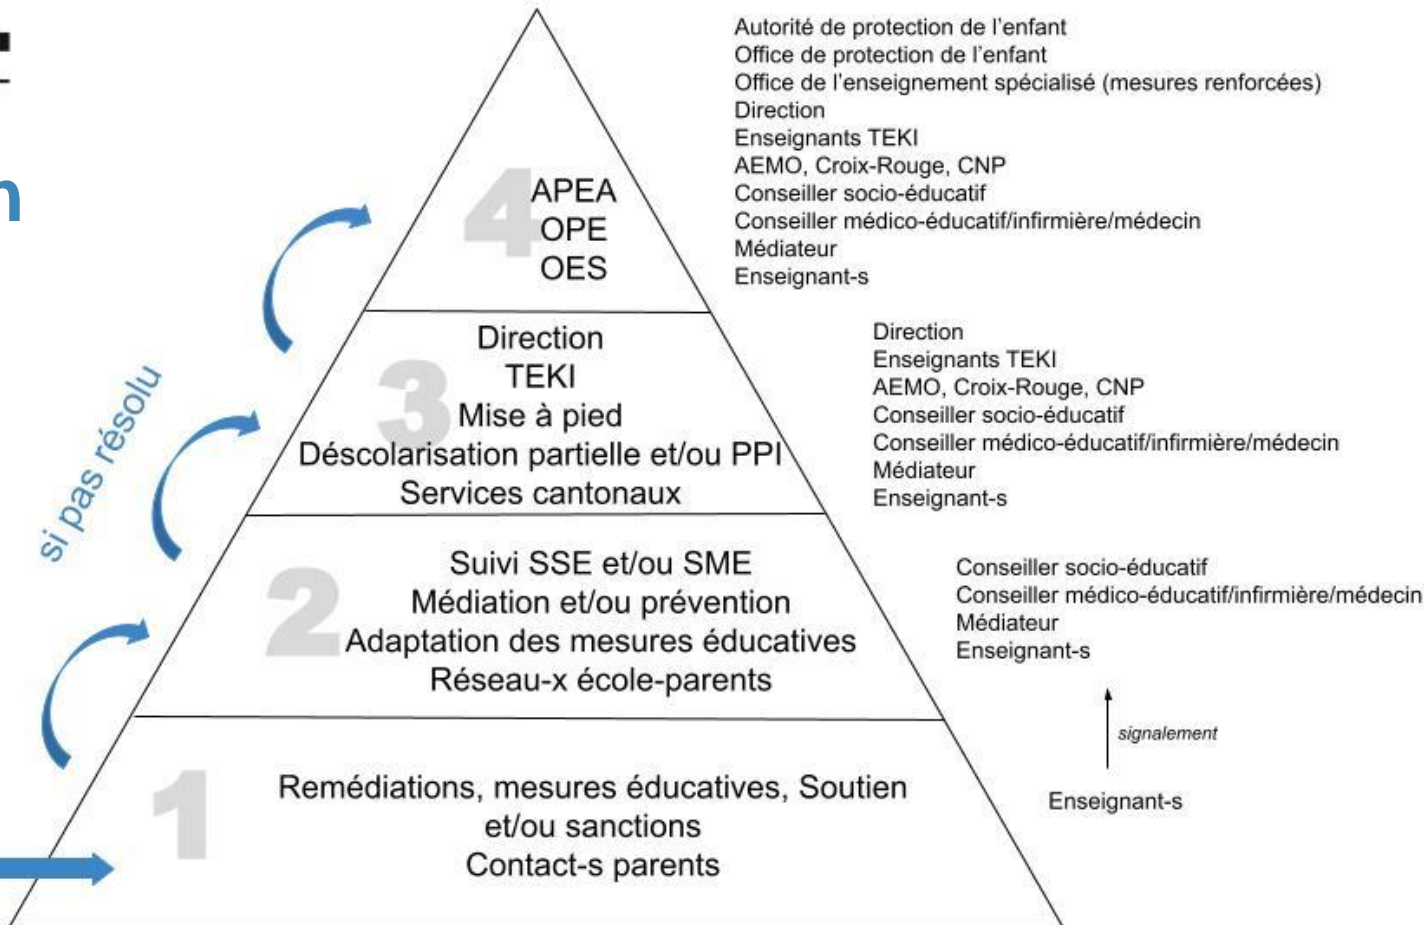 n
si pas résolu
4
APEA
OPE
OES
Autorité de protection de l'enfant
Office de protection de l'enfant
Office de l'enseignement spécialisé (mesures renforcées)
Direction
Enseignants TEKI
AEMO, Croix-Rouge, CNP
Conseiller socio-éducatif
Conseiller médico-éducatif/infirmière/médecin
Médiateur
Enseignant-s
3
Direction
TEKI
Mise à pied
Déscolarisation partielle et/ou PPI
Services cantonaux
Direction
Enseignants TEKI
AEMO, Croix-Rouge, CNP
Conseiller socio-éducatif
Conseiller médico-éducatif/infirmière/médecin
Médiateur
Enseignant-s
2
Suivi SSE et/ou SME
Médiation et/ou prévention
Adaptation des mesures éducatives
Réseau-x école-parents
Conseiller socio-éducatif
Conseiller médico-éducatif/infirmière/médecin
Médiateur
Enseignant-s
signalement
Enseignant-s
1
Remédiations, mesures éducatives, Soutien
et/ou sanctions
Contact-s parents